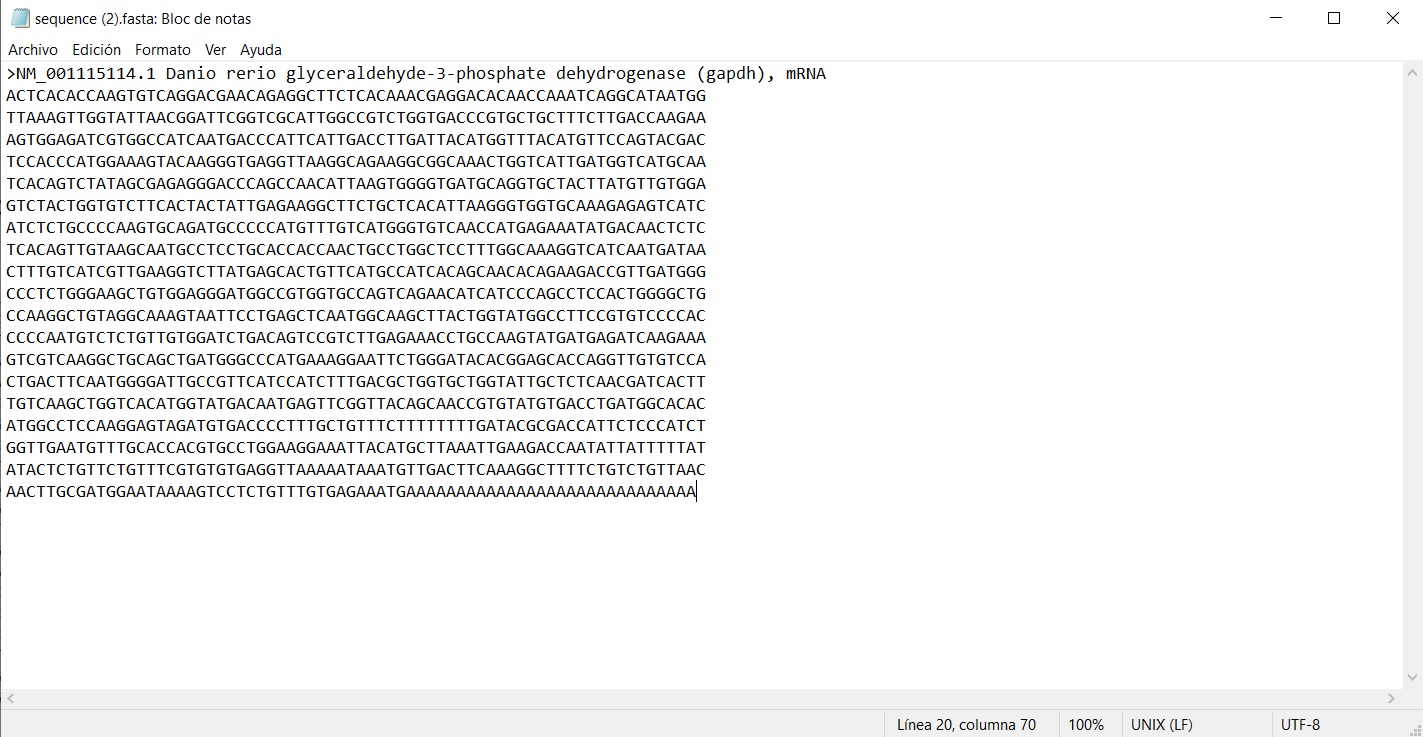 sequence (2).fasta: Bloc de notas
Archivo Edición Formato Ver Ayuda
>NM_001115114.1 Danio rerio glyceraldehyde-3-phosphate dehydrogenase (gapdh), mRNA
ACTCACACCAAGTGTCAGGACGAACAGAGGCTTCTCACAAACGAGGACACAACCAAATCAGGCATAATGG
TTAAAGTTGGTATTAACGGATTCGGTCGCATTGGCCGTCTGGTGACCCGTGCTGCTTTCTTGACCAAGAA
AGTGGAGATCGTGGCCATCAATGACCCATTCATTGACCTTGATTACATGGTTTACATGTTCCAGTACGAC
TCCACCCATGGAAAGTACAAGGGTGAGGTTAAGGCAGAAGGCGGCAAACTGGTCATTGATGGTCATGCAA
TCACAGTCTATAGCGAGAGGGACCCAGCCAACATTAAGTGGGGTGATGCAGGTGCTACTTATGTTGTGGA
GTCTACTGGTGTCTTCACTACTATTGAGAAGGCTTCTGCTCACATTAAGGGTGGTGCAAAGAGAGTCATC
ATCTCTGCCCCAAGTGCAGATGCCCCCATGTTTGTCATGGGTGTCAACCATGAGAAATATGACAACTCTC
TCACAGTTGTAAGCAATGCCTCCTGCACCACCAACTGCCTGGCTCCTTTGGCAAAGGTCATCAATGATAA
CTTTGTCATCGTTGAAGGTCTTATGAGCACTGTTCATGCCATCACAGCAACACAGAAGACCGTTGATGGG
CCCTCTGGGAAGCTGTGGAGGGATGGCCGTGGTGCCAGTCAGAACATCATCCCAGCCTCCACTGGGGCTG
CCAAGGCTGTAGGCAAAGTAATTCCTGAGCTCAATGGCAAGCTTACTGGTATGGCCTTCCGTGTCCCCAC
CCCCAATGTCTCTGTTGTGGATCTGACAGTCCGTCTTGAGAAACCTGCCAAGTATGATGAGATCAAGAAA
GTCGTCAAGGCTGCAGCTGATGGGCCCATGAAAGGAATTCTGGGATACACGGAGCACCAGGTTGTGTCCA
CTGACTTCAATGGGGATTGCCGTTCATCCATCTTTGACGCTGGTGCTGGTATTGCTCTCAACGATCACTT
TGTCAAGCTGGTCACATGGTATGACAATGAGTTCGGTTACAGCAACCGTGTATGTGACCTGATGGCACAC
ATGGCCTCCAAGGAGTAGATGTGACCCCTTTGCTGTTTCTTTTTTTTGATACGCGACCATTCTCCCATCT
GGTTGAATGTTTGCACCACGTGCCTGGAAGGAAATTACATGCTTAAATTGAAGACCAATATTATTTTTAT
ATACTCTGTTCTGTTTCGTGTGTGAGGTTAAAAATAAATGTTGACTTCAAAGGCTTTTCTGTCTGTTAAC
AACTTGCGATGGAATAAAAGTCCTCTGTTTGTGAGAAATGAAAAAAAAAAAAAAAAAAAAAAAAAAAAA
Línea 20, columna 70 100% UNIX (LF) UTF-8